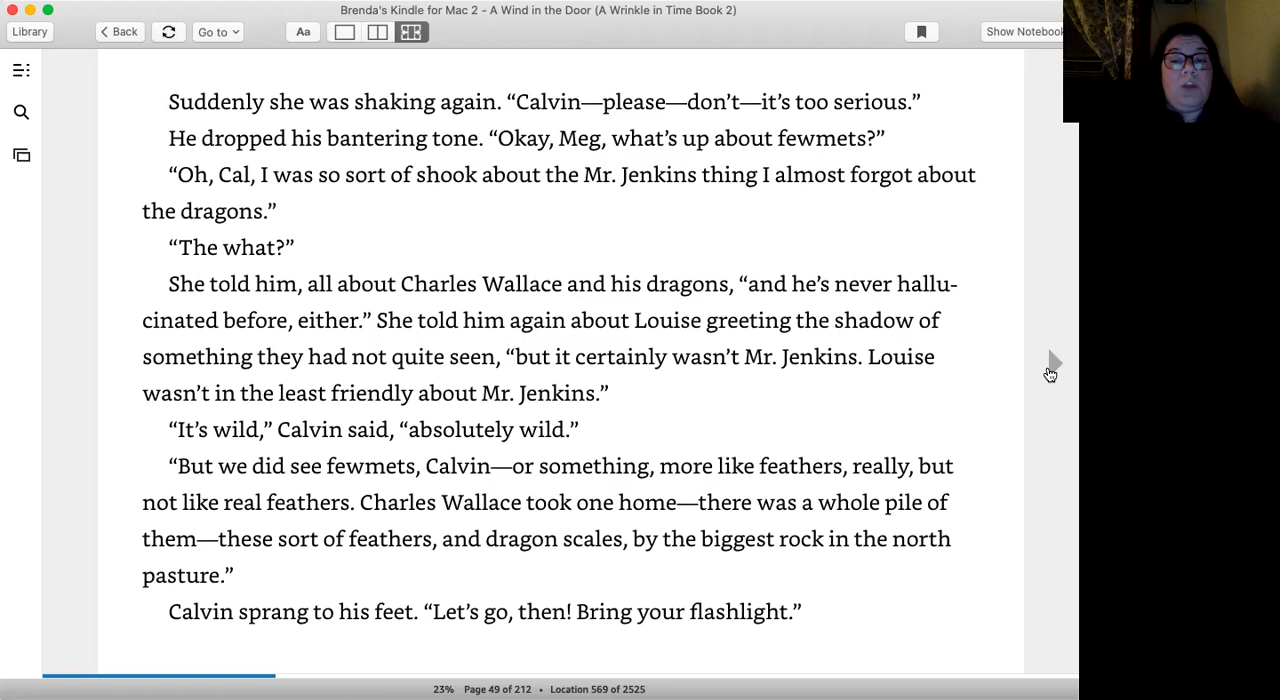 Brenda's Kindle for Mac 2 - A Wind in the Door (A Wrinkle in Time Book 2)
Library Back Go to Aa Show Notebook
Suddenly she was shaking again. “Calvin—please—don’t—it’s too serious.”
He dropped his bantering tone. “Okay, Meg, what’s up about fewmets?”
“Oh, Cal, I was so sort of shook about the Mr. Jenkins thing I almost forgot about
the dragons.”
“The what?”
She told him, all about Charles Wallace and his dragons, “and he’s never hallu-
cinated before, either.” She told him again about Louise greeting the shadow of
something they had not quite seen, “but it certainly wasn’t Mr. Jenkins. Louise
wasn’t in the least friendly about Mr. Jenkins.”
“It’s wild,” Calvin said, “absolutely wild.”
“But we did see fewmets, Calvin—or something, more like feathers, really, but
not like real feathers. Charles Wallace took one home—there was a whole pile of
them—these sort of feathers, and dragon scales, by the biggest rock in the north
pasture.”
Calvin sprang to his feet. “Let’s go, then! Bring your flashlight.”
23% Page 49 of 212 • Location 569 of 2525